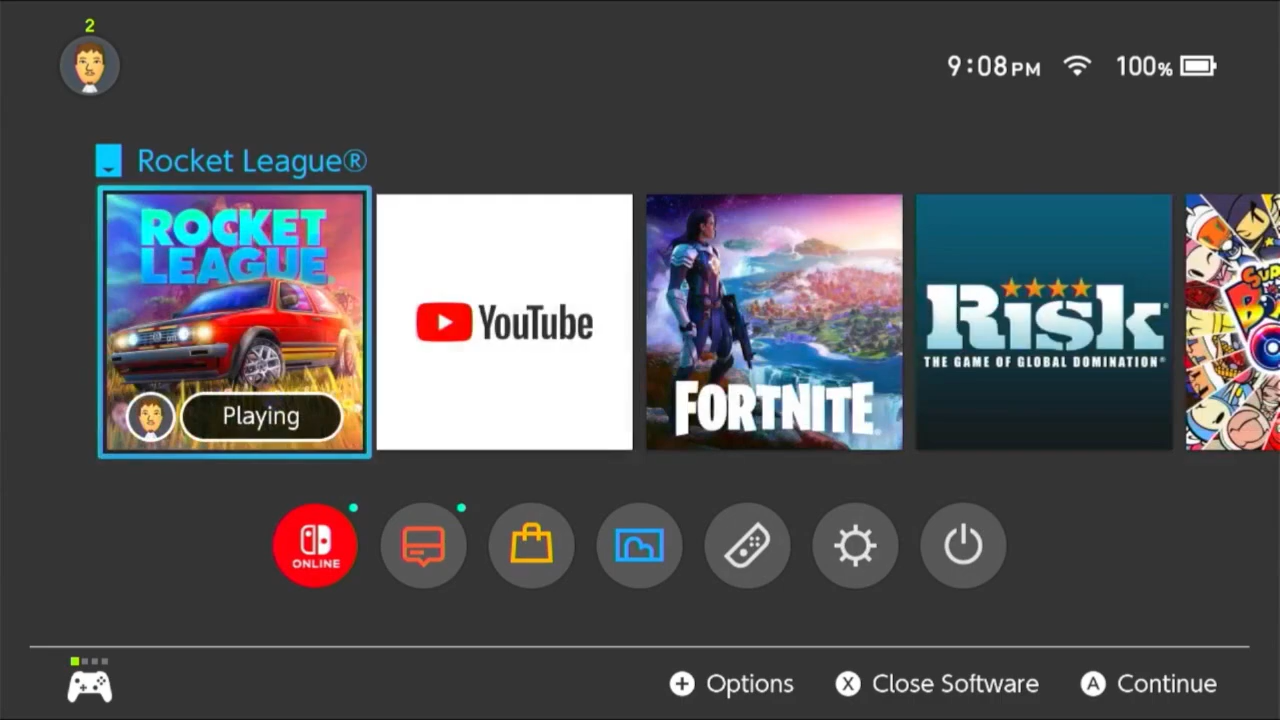 2
9:08PM 100%
Rocket League®
ROCKET
LEAGUE
Playing
YouTube
FORTNITE
RISK
THE GAME OF GLOBAL DOMINATION®
SUP
ONLINE
+ Options X Close Software A Continue